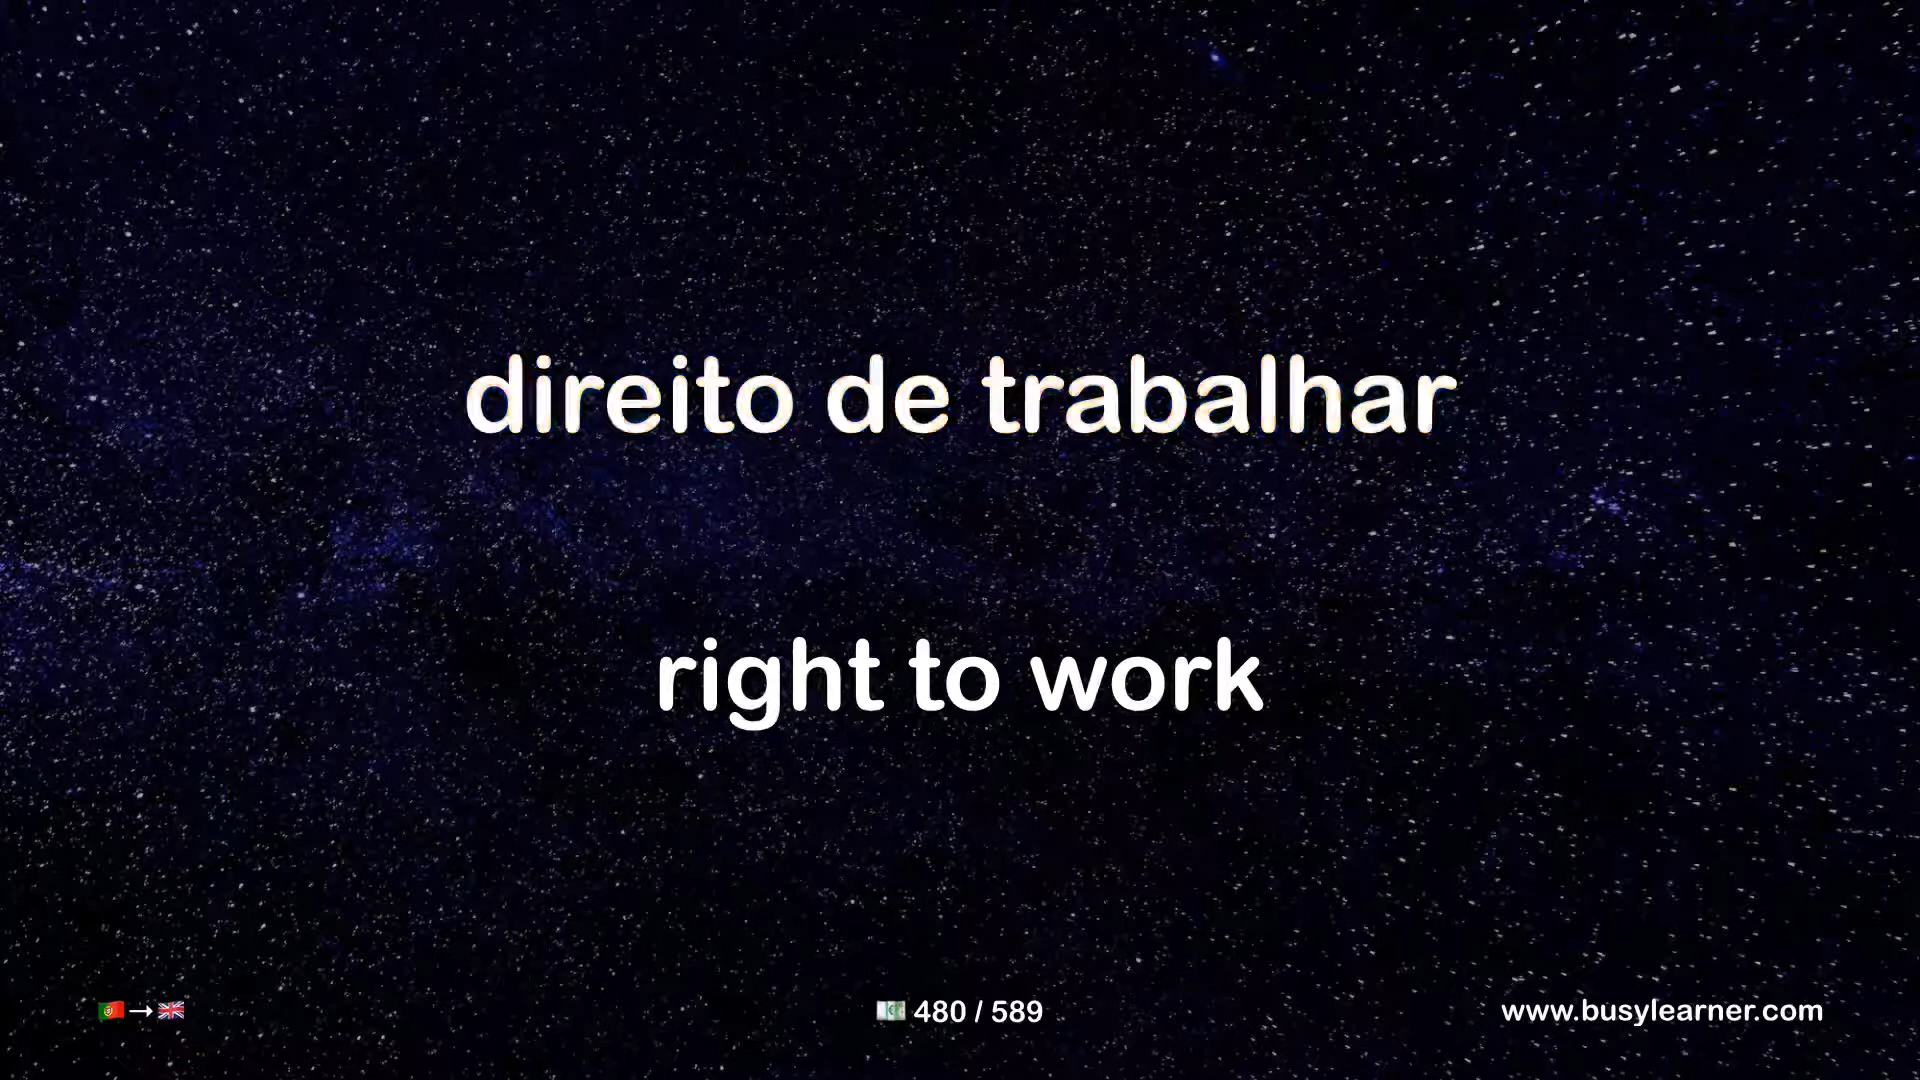 direito de trabalhar
right to work
🇵🇹→🇬🇧
💶 480 / 589
www.busylearner.com